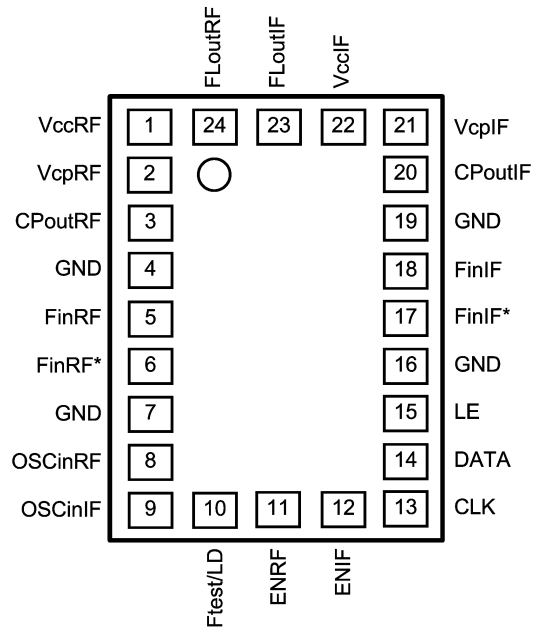 FLoutRF FLoutIF VccIF
VccRF 1 24 23 22 21 VcpIF
VcpRF 2 20 CPoutIF
CPoutRF 3 19 GND
GND 4 18 FinIF
FinRF 5 17 FinIF*
FinRF* 6 16 GND
GND 7 15 LE
OSCinRF 8 14 DATA
OSCinIF 9 10 11 12 13 CLK
Ftest/LD ENRF ENIF